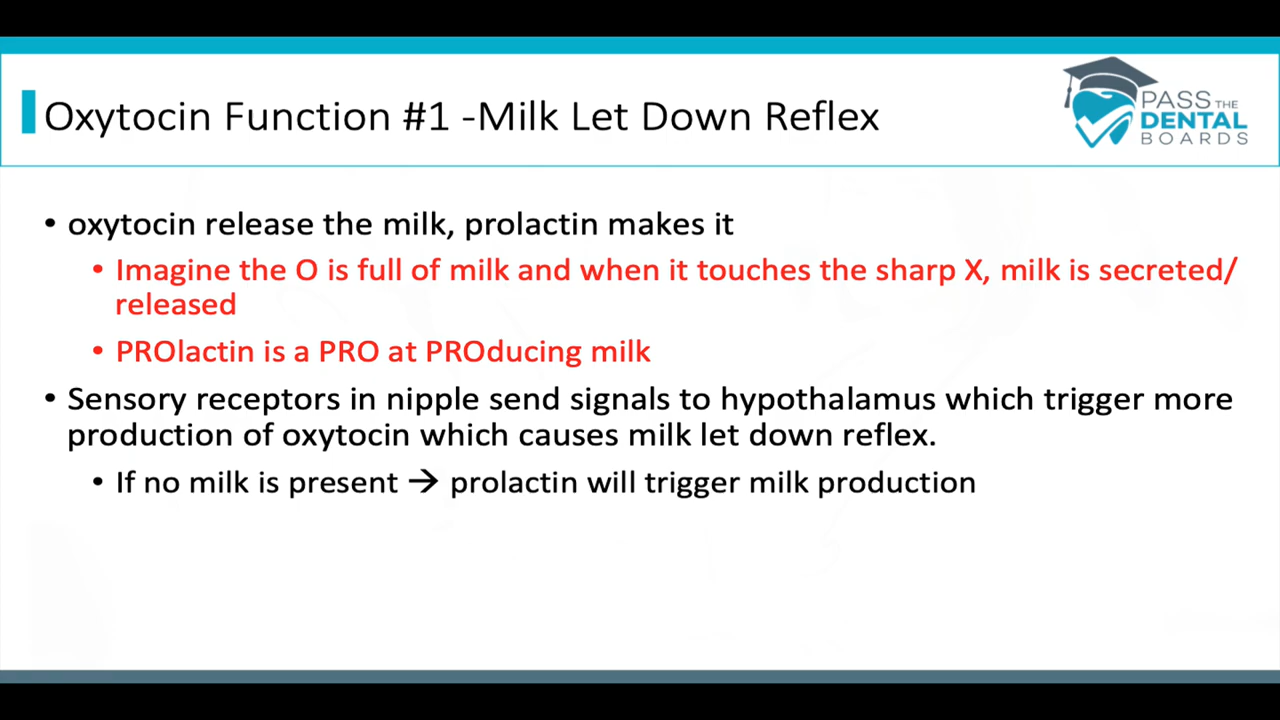 Oxytocin Function #1 -Milk Let Down Reflex
PASS THE
DENTAL
BOARDS
• oxytocin release the milk, prolactin makes it
• Imagine the O is full of milk and when it touches the sharp X, milk is secreted/
released
• PROlactin is a PRO at PROducing milk
• Sensory receptors in nipple send signals to hypothalamus which trigger more
production of oxytocin which causes milk let down reflex.
• If no milk is present → prolactin will trigger milk production